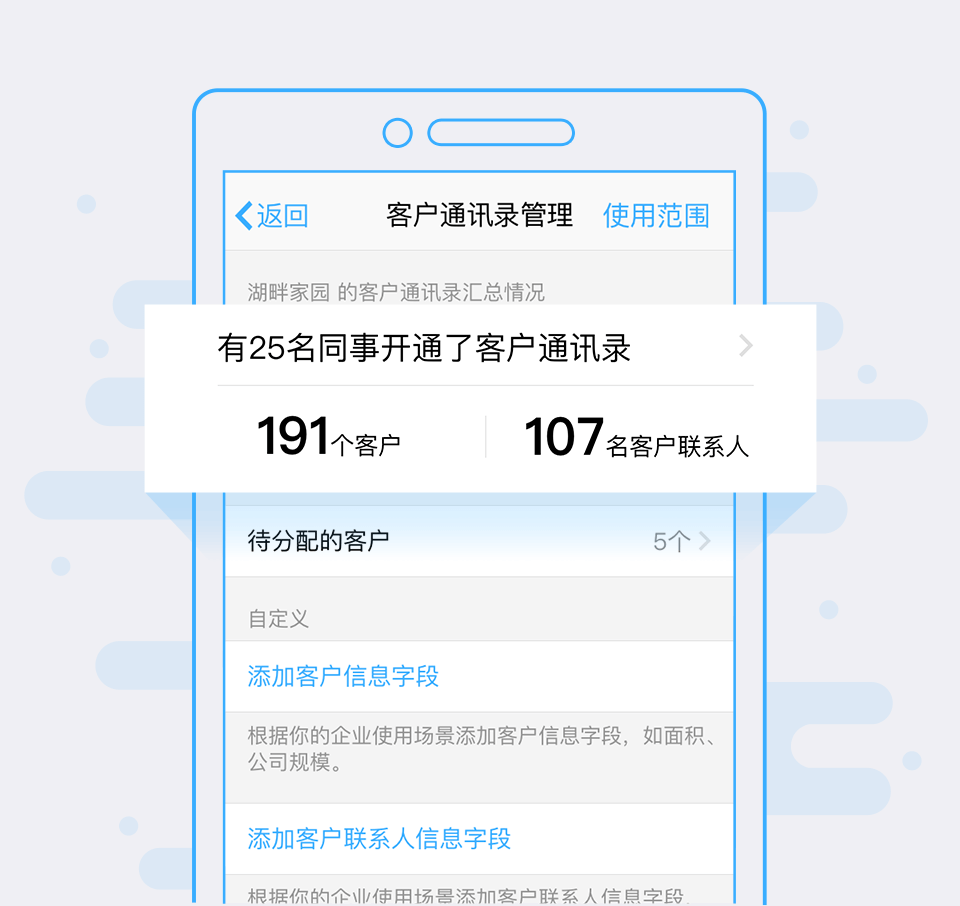 返回 客户通讯录管理 使用范围
湖畔家园 的客户通讯录汇总情况
有25名同事开通了客户通讯录
191个客户 107名客户联系人
待分配的客户 5个
自定义
添加客户信息字段
根据你的企业使用场景添加客户信息字段，如面积、
公司规模。
添加客户联系人信息字段
根据你的企业使用场景添加客户联系人信息字段，